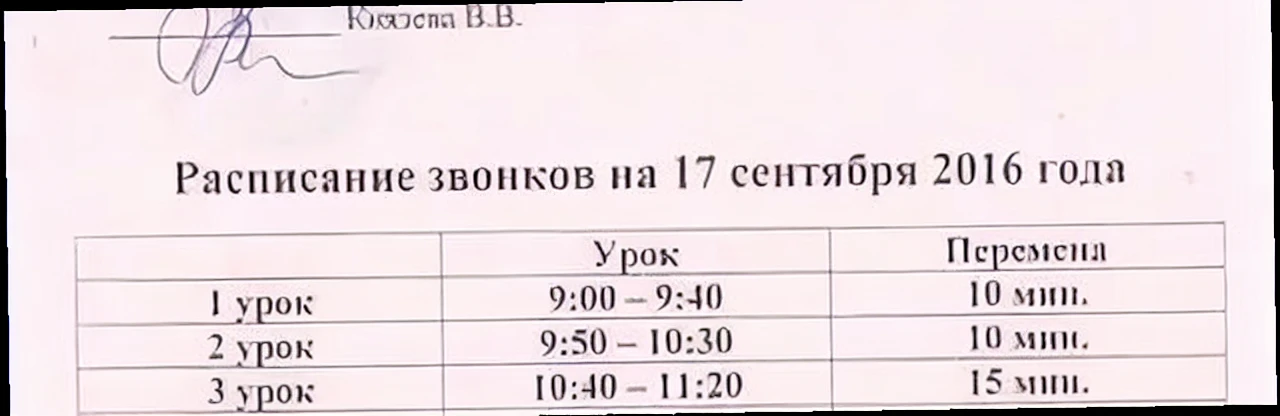 В.В.
Расписание звонков на 17 сентября 2016 года
Урок Перемена
1 урок 9:00 – 9:40 10 мин.
2 урок 9:50 – 10:30 10 мин.
3 урок 10:40 – 11:20 15 мин.